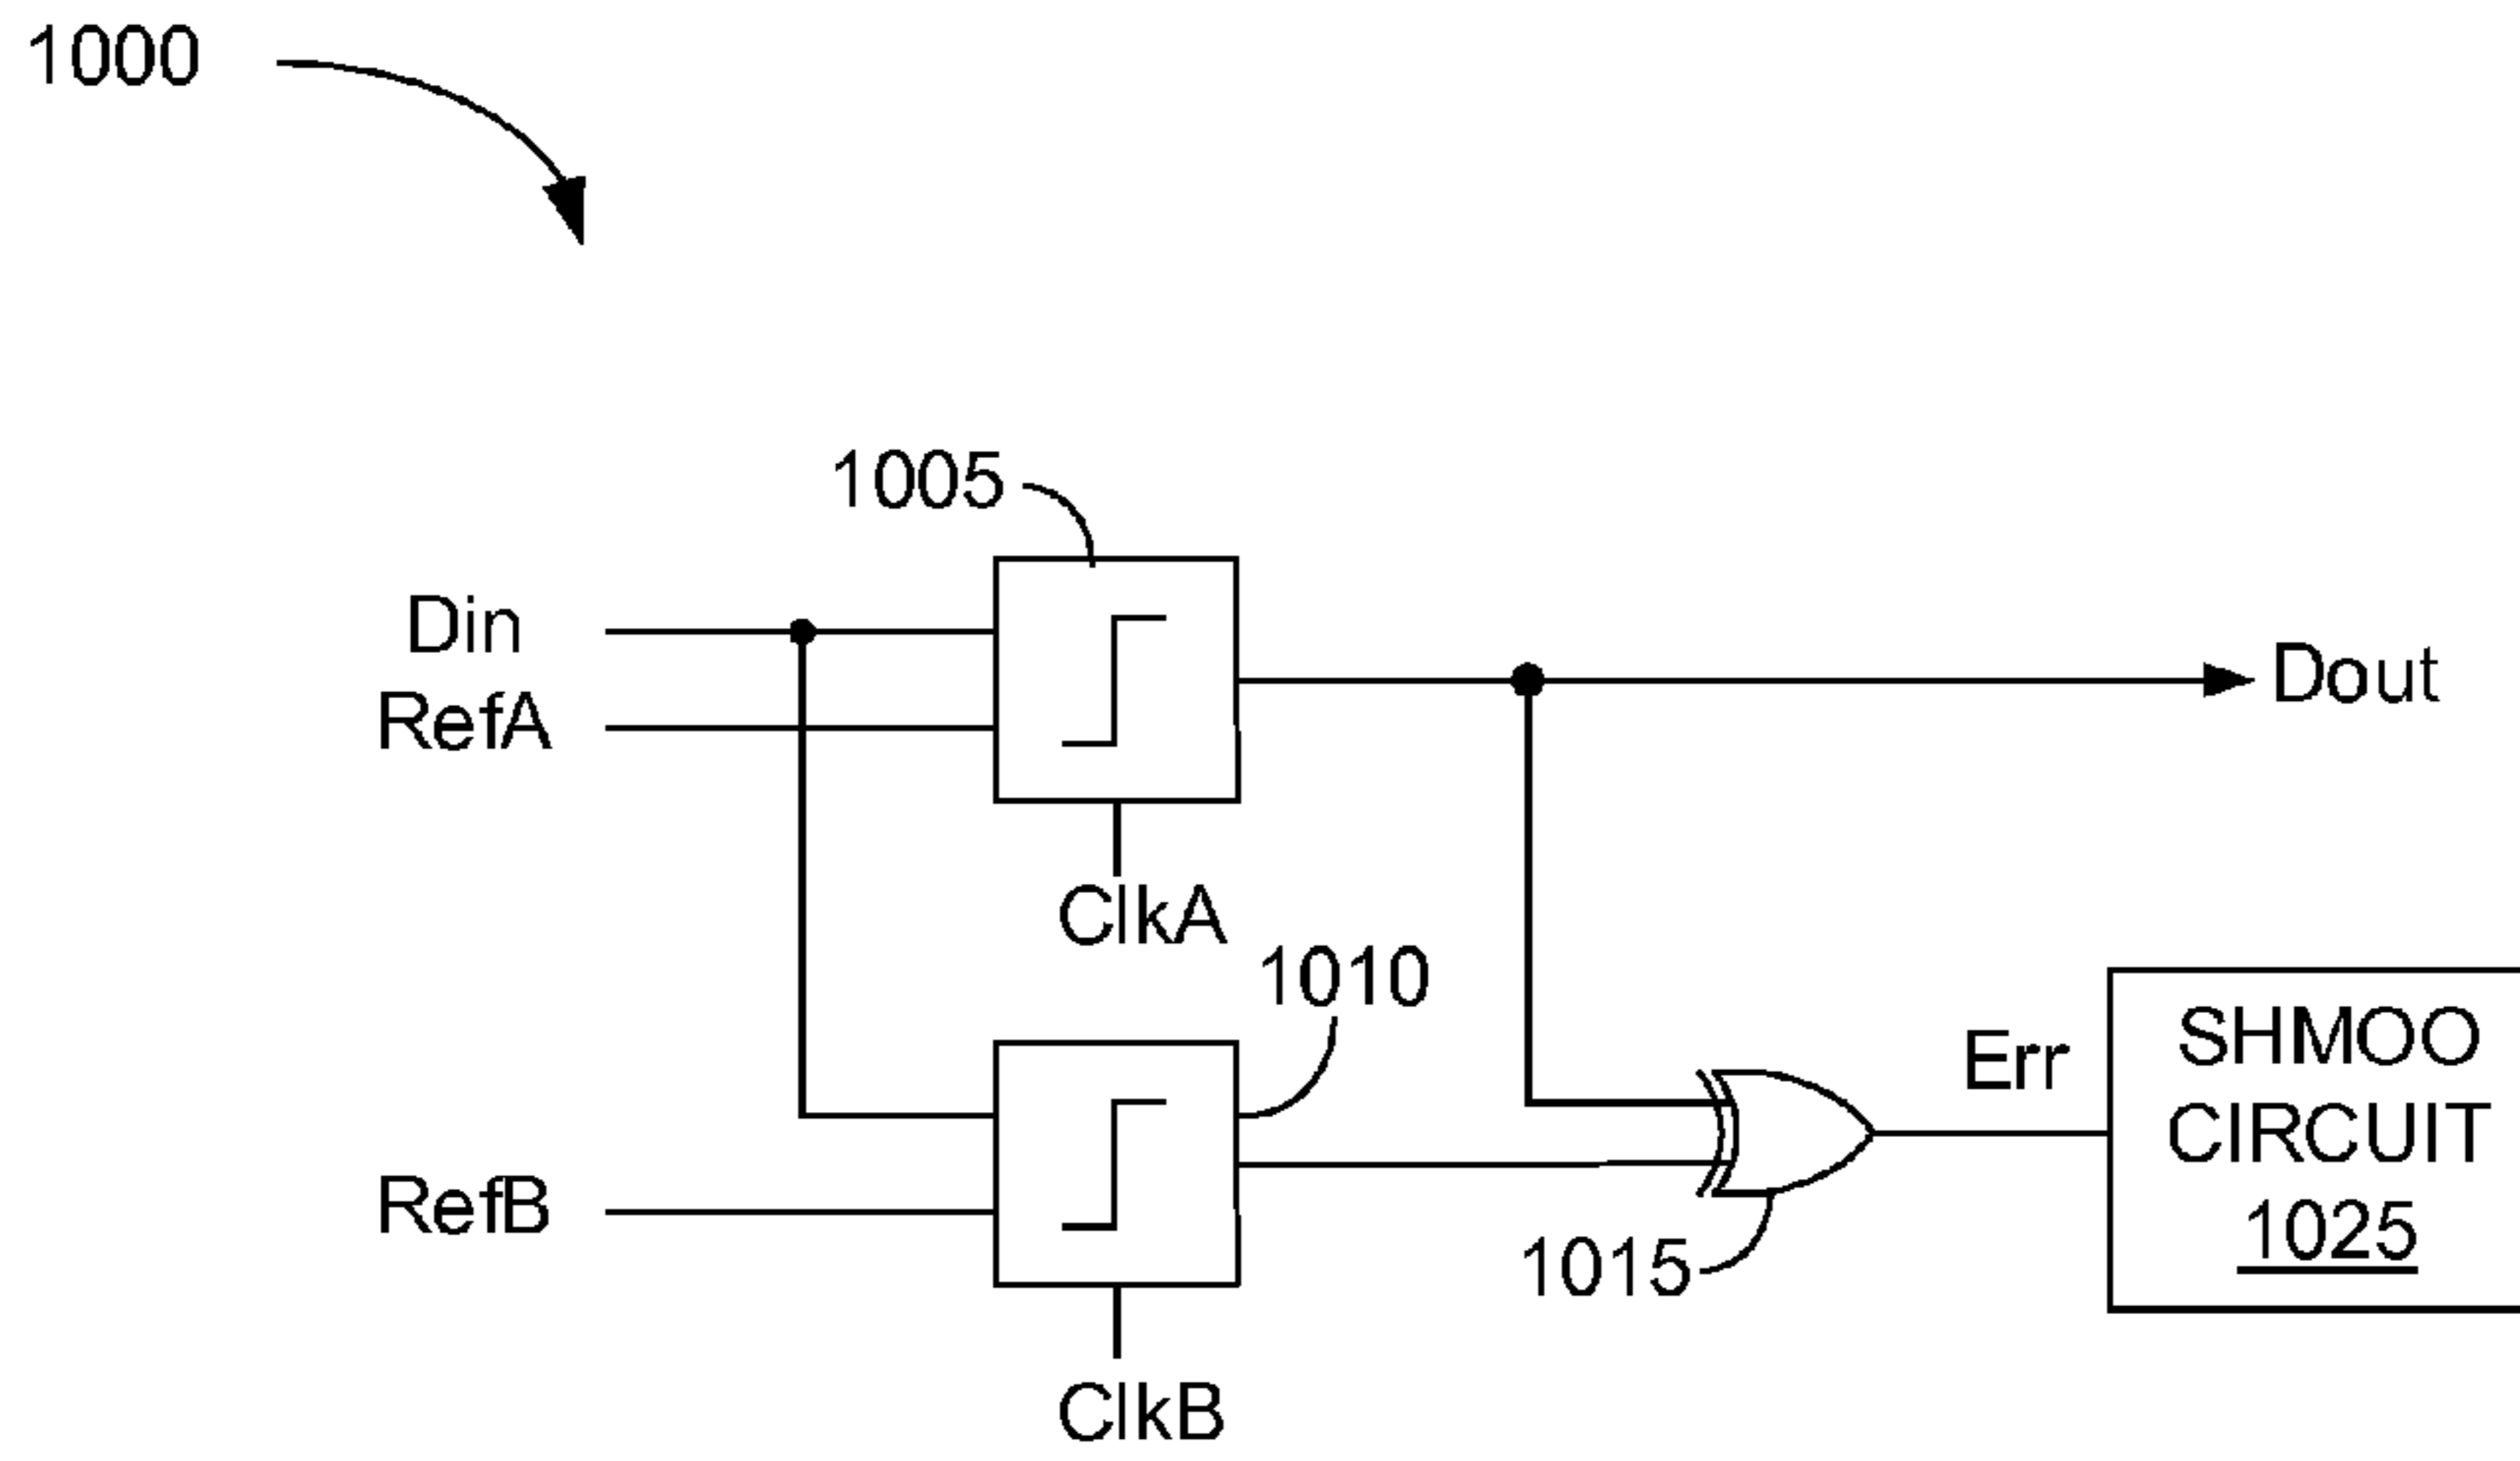 1000
1005
Din
RefA
Dout
ClkA
1010
Err
SHMOO
CIRCUIT
1025
RefB
1015
ClkB